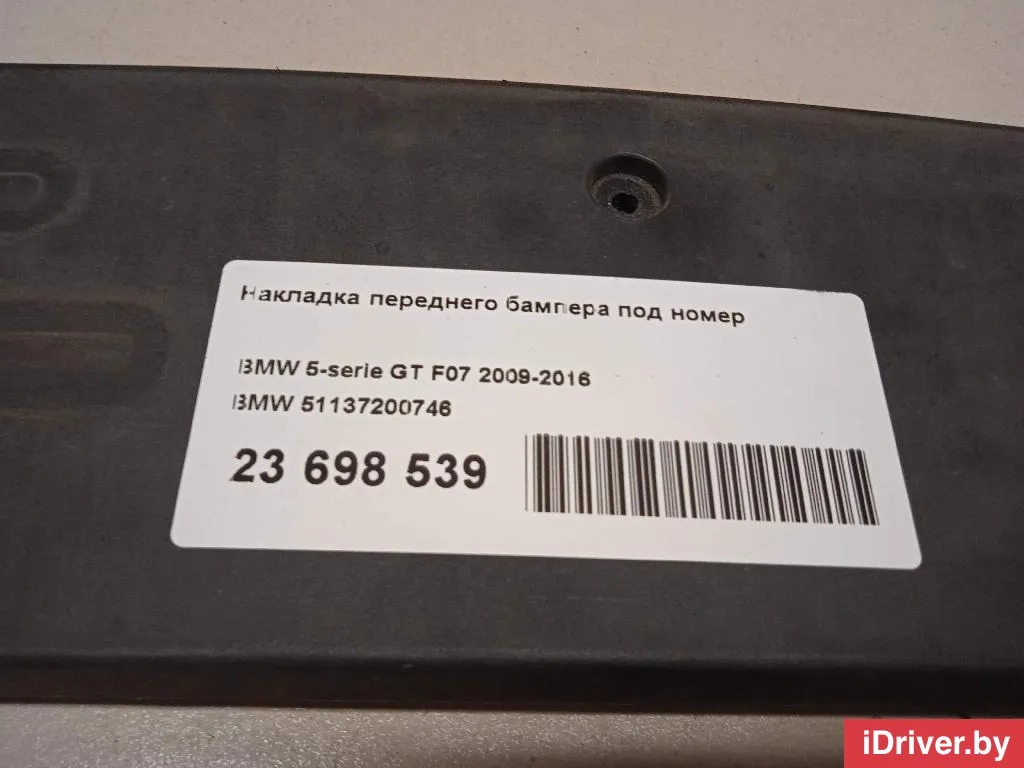 Накладка переднего бампера под номер
BMW 5-serie GT F07 2009-2016
BMW 51137200746
23 698 539
iDriver.by